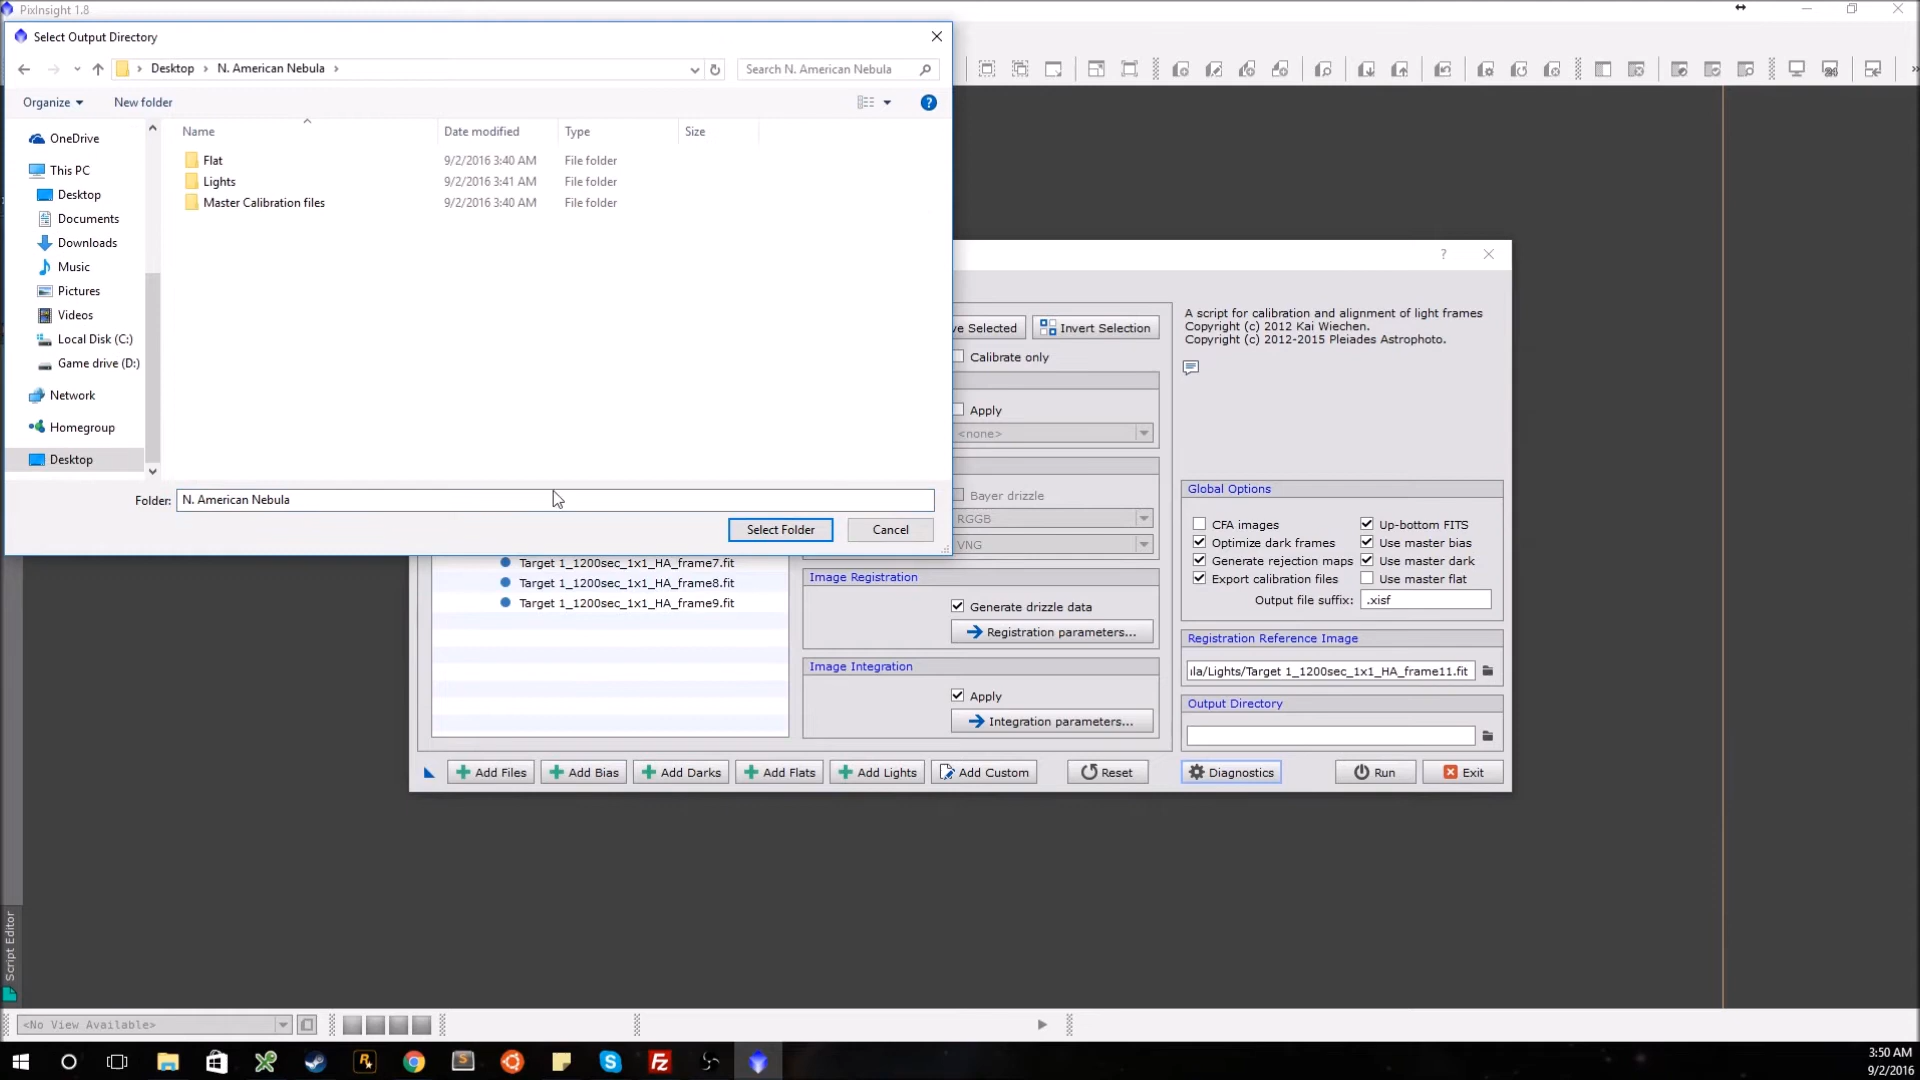 PixInsight 1.8
Select Output Directory
Desktop
N. American Nebula
Search N. American Nebula
Organize
New folder
Name
Date modified
Type
Size
OneDrive
This PC
Desktop
Documents
Downloads
Music
Pictures
Videos
Local Disk (C:)
Game drive (D:)
Network
Homegroup
Desktop
Flat 9/2/2016 3:40 AM File folder
Lights 9/2/2016 3:41 AM File folder
Master Calibration files 9/2/2016 3:40 AM File folder
Folder: N. American Nebula
Select Folder
Cancel
ve Selected
Invert Selection
Calibrate only
Apply
<none>
Bayer drizzle
RGGB
VNG
A script for calibration and alignment of light frames
Copyright (c) 2012 Kai Wiechen.
Copyright (c) 2012-2015 Pleiades Astrophoto.
Target 1_1200sec_1x1_HA_frame7.fit
Target 1_1200sec_1x1_HA_frame8.fit
Target 1_1200sec_1x1_HA_frame9.fit
Image Registration
Generate drizzle data
Registration parameters...
Image Integration
Apply
Integration parameters...
Global Options
CFA images
Up-bottom FITS
Optimize dark frames
Use master bias
Generate rejection maps
Use master dark
Export calibration files
Use master flat
Output file suffix: .xisf
Registration Reference Image
ıla/Lights/Target 1_1200sec_1x1_HA_frame11.fit
Output Directory
Add Files
Add Bias
Add Darks
Add Flats
Add Lights
Add Custom
Reset
Diagnostics
Run
Exit
Script Editor
<No View Available>
3:50 AM
9/2/2016